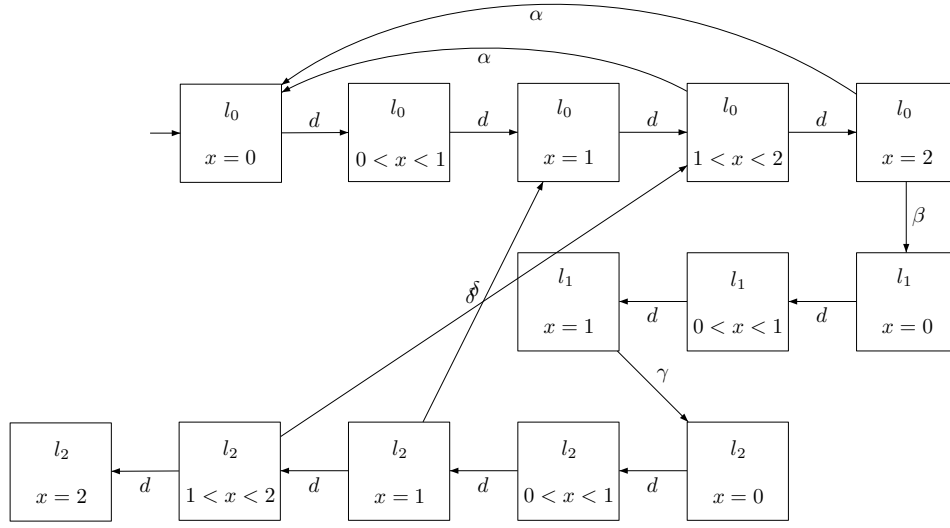 α
α
l₀
x = 0
d
l₀
0 < x < 1
d
l₀
x = 1
d
l₀
1 < x < 2
d
l₀
x = 2
β
l₁
x = 1
d
l₁
0 < x < 1
d
l₁
x = 0
δ
δ
γ
l₂
x = 2
d
l₂
1 < x < 2
d
l₂
x = 1
d
l₂
0 < x < 1
d
l₂
x = 0